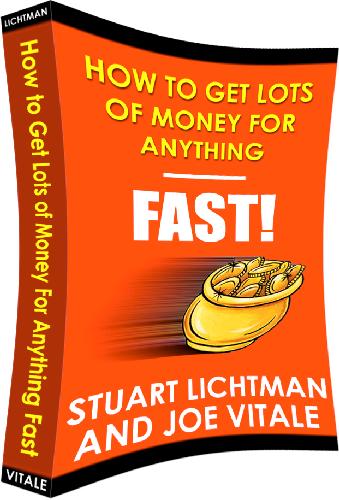 LICHTMAN
How to Get Lots of Money For Anything Fast
VITALE
HOW TO GET LOTS
OF MONEY FOR
ANYTHING
FAST!
STUART LICHTMAN
AND JOE VITALE